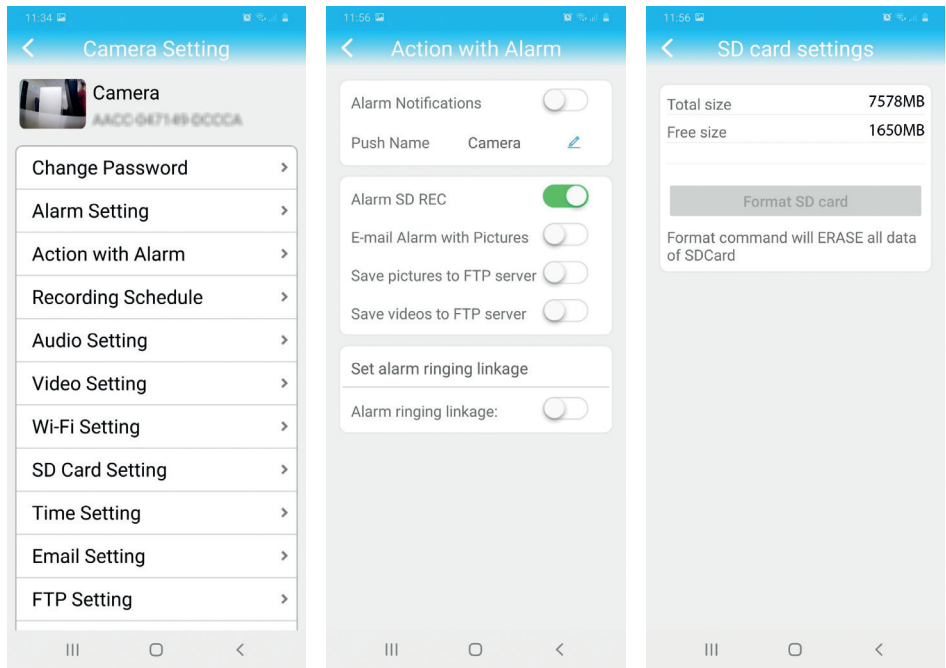 11:34
Camera Setting
Camera
Change Password
Alarm Setting
Action with Alarm
Recording Schedule
Audio Setting
Video Setting
Wi-Fi Setting
SD Card Setting
Time Setting
Email Setting
FTP Setting
11:56
Action with Alarm
Alarm Notifications
Push Name Camera
Alarm SD REC
E-mail Alarm with Pictures
Save pictures to FTP server
Save videos to FTP server
Set alarm ringing linkage
Alarm ringing linkage:
11:56
SD card settings
Total size 7578MB
Free size 1650MB
Format SD card
Format command will ERASE all data
of SDCard